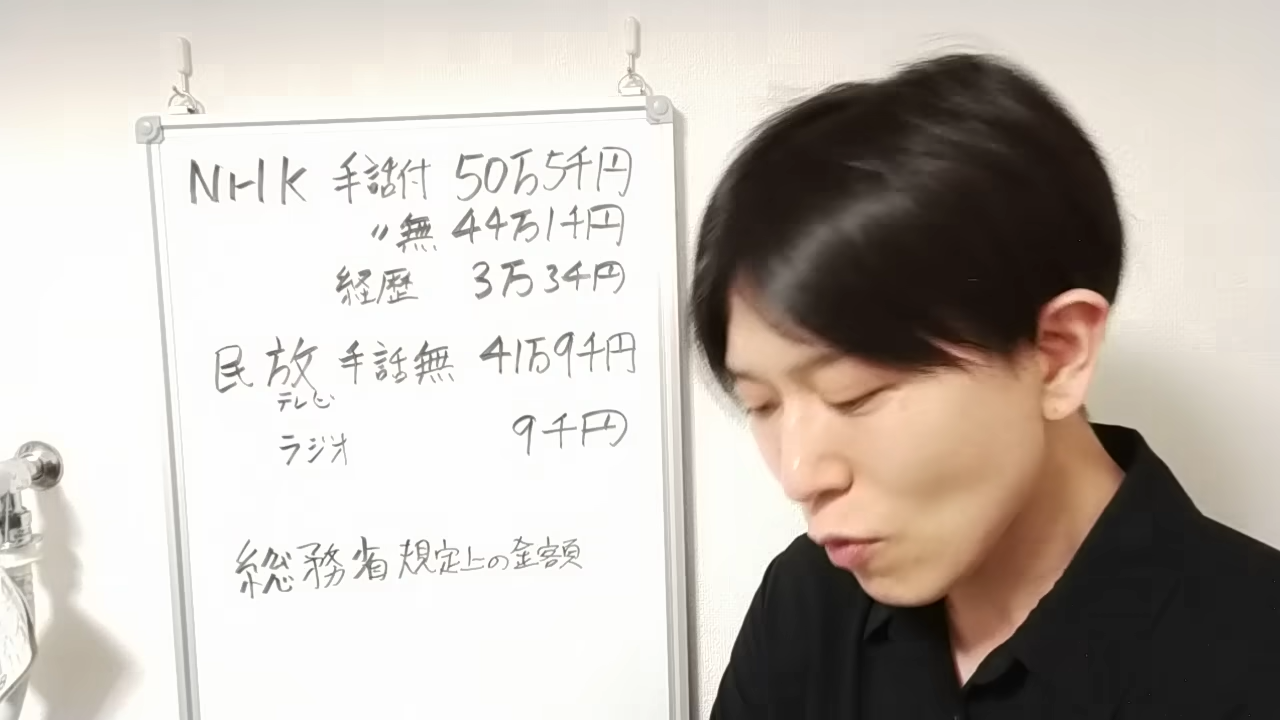 NHK 手話付 50万5千円
〃無 44万1千円
経歴 3万34円
民放 手話無 41万9千円
テレビ
ラジオ 9千円
総務省規定上の金額